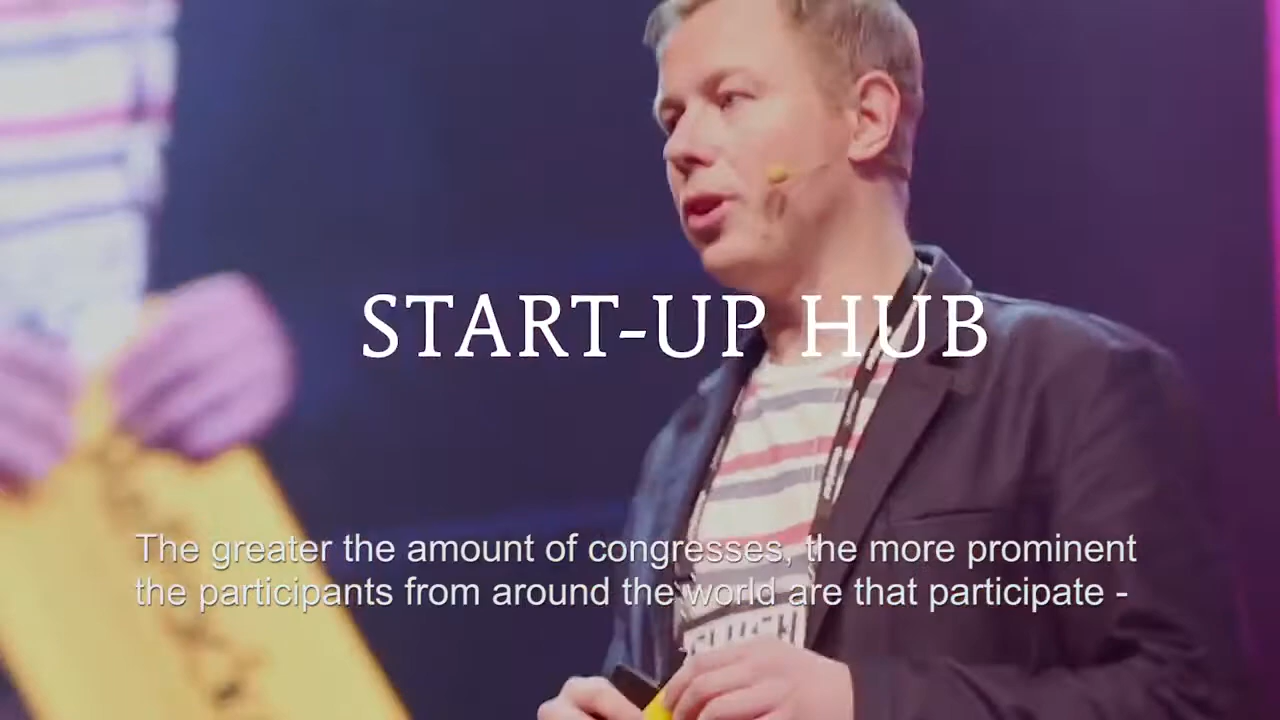 START-UP HUB
The greater the amount of congresses, the more prominent
the participants from around the world are that participate -